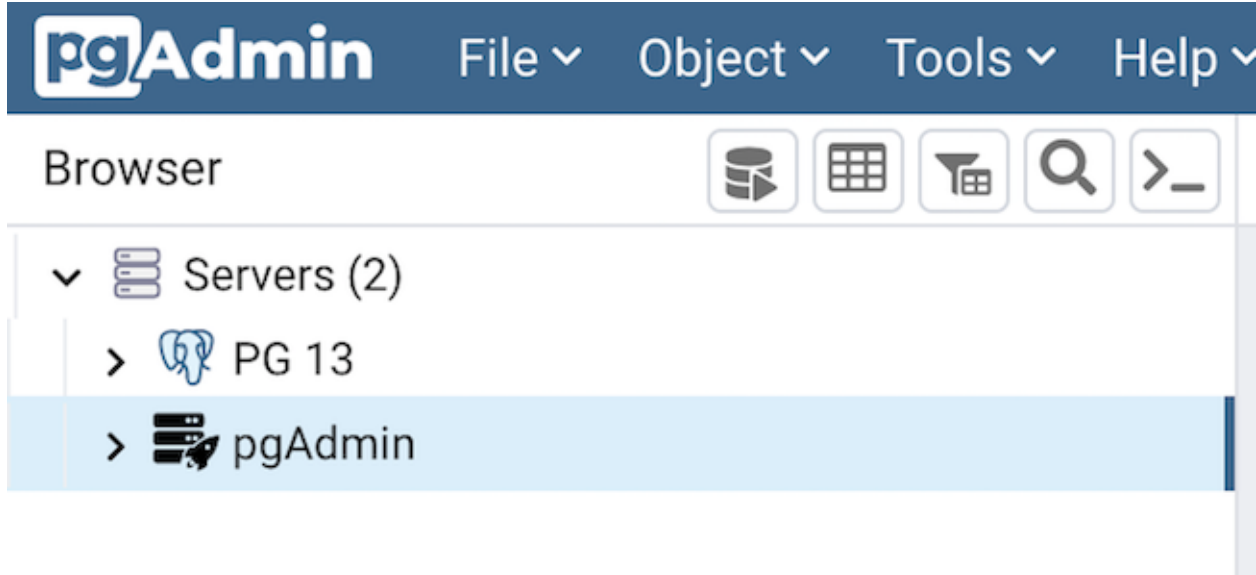 pgAdmin File Object Tools Help
Browser
Servers (2)
PG 13
pgAdmin